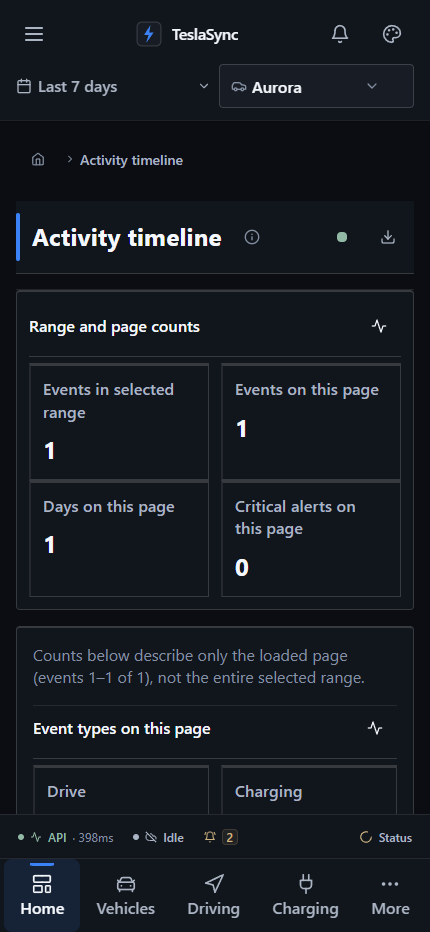 TeslaSync
Last 7 days
Aurora
Activity timeline
Activity timeline
Range and page counts
Events in selected
range
1
Events on this page
1
Days on this page
1
Critical alerts on
this page
0
Counts below describe only the loaded page
(events 1–1 of 1), not the entire selected range.
Event types on this page
Drive
Charging
API · 398ms
Idle
2
Status
Home
Vehicles
Driving
Charging
More